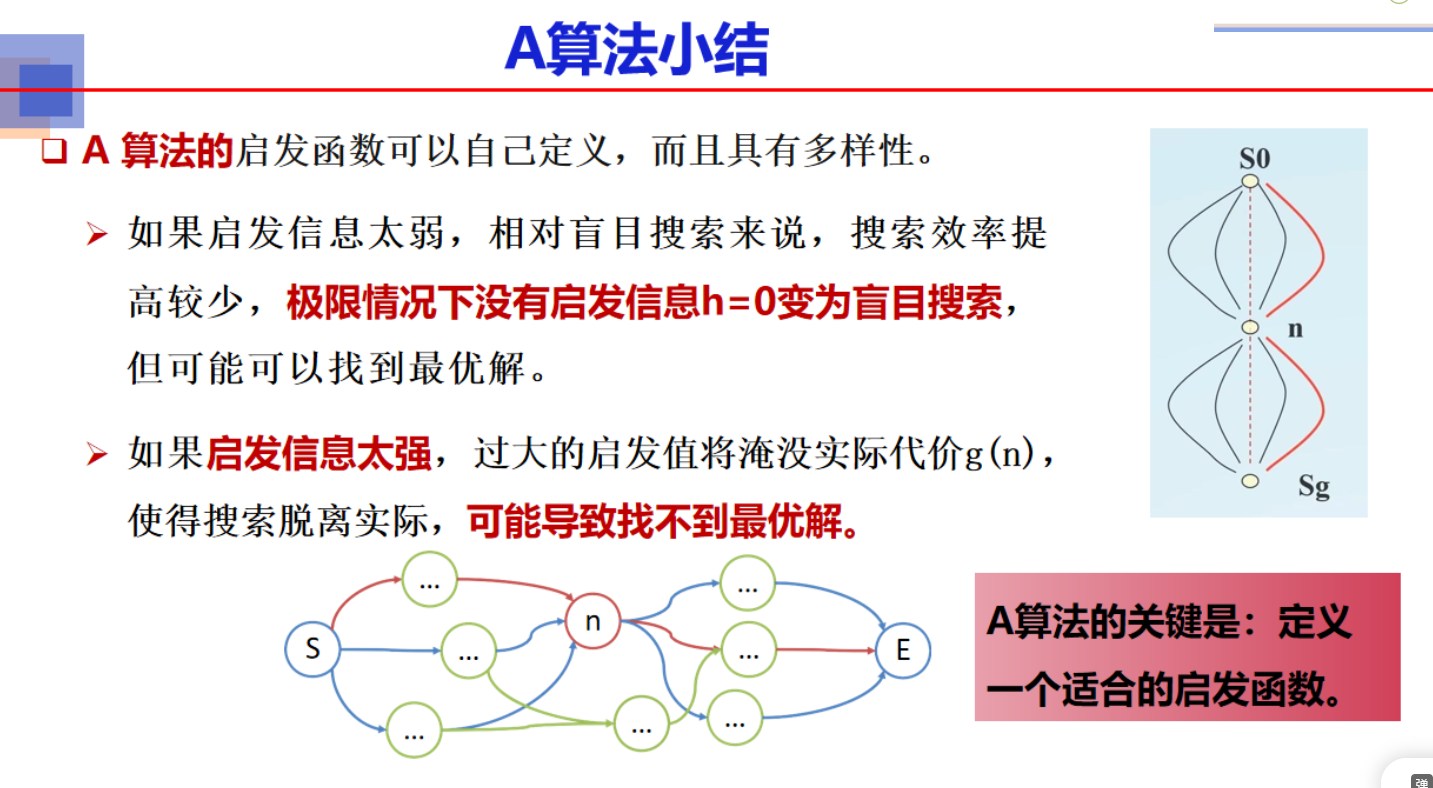 A算法小结
A 算法的启发函数可以自己定义，而且具有多样性。
如果启发信息太弱，相对盲目搜索来说，搜索效率提
高较少，极限情况下没有启发信息h=0变为盲目搜索，
但可能可以找到最优解。
如果启发信息太强，过大的启发值将淹没实际代价g(n)，
使得搜索脱离实际，可能导致找不到最优解。
S0
n
Sg
...
...
n
S
...
...
E
...
...
...
A算法的关键是：定义
一个适合的启发函数。
弹